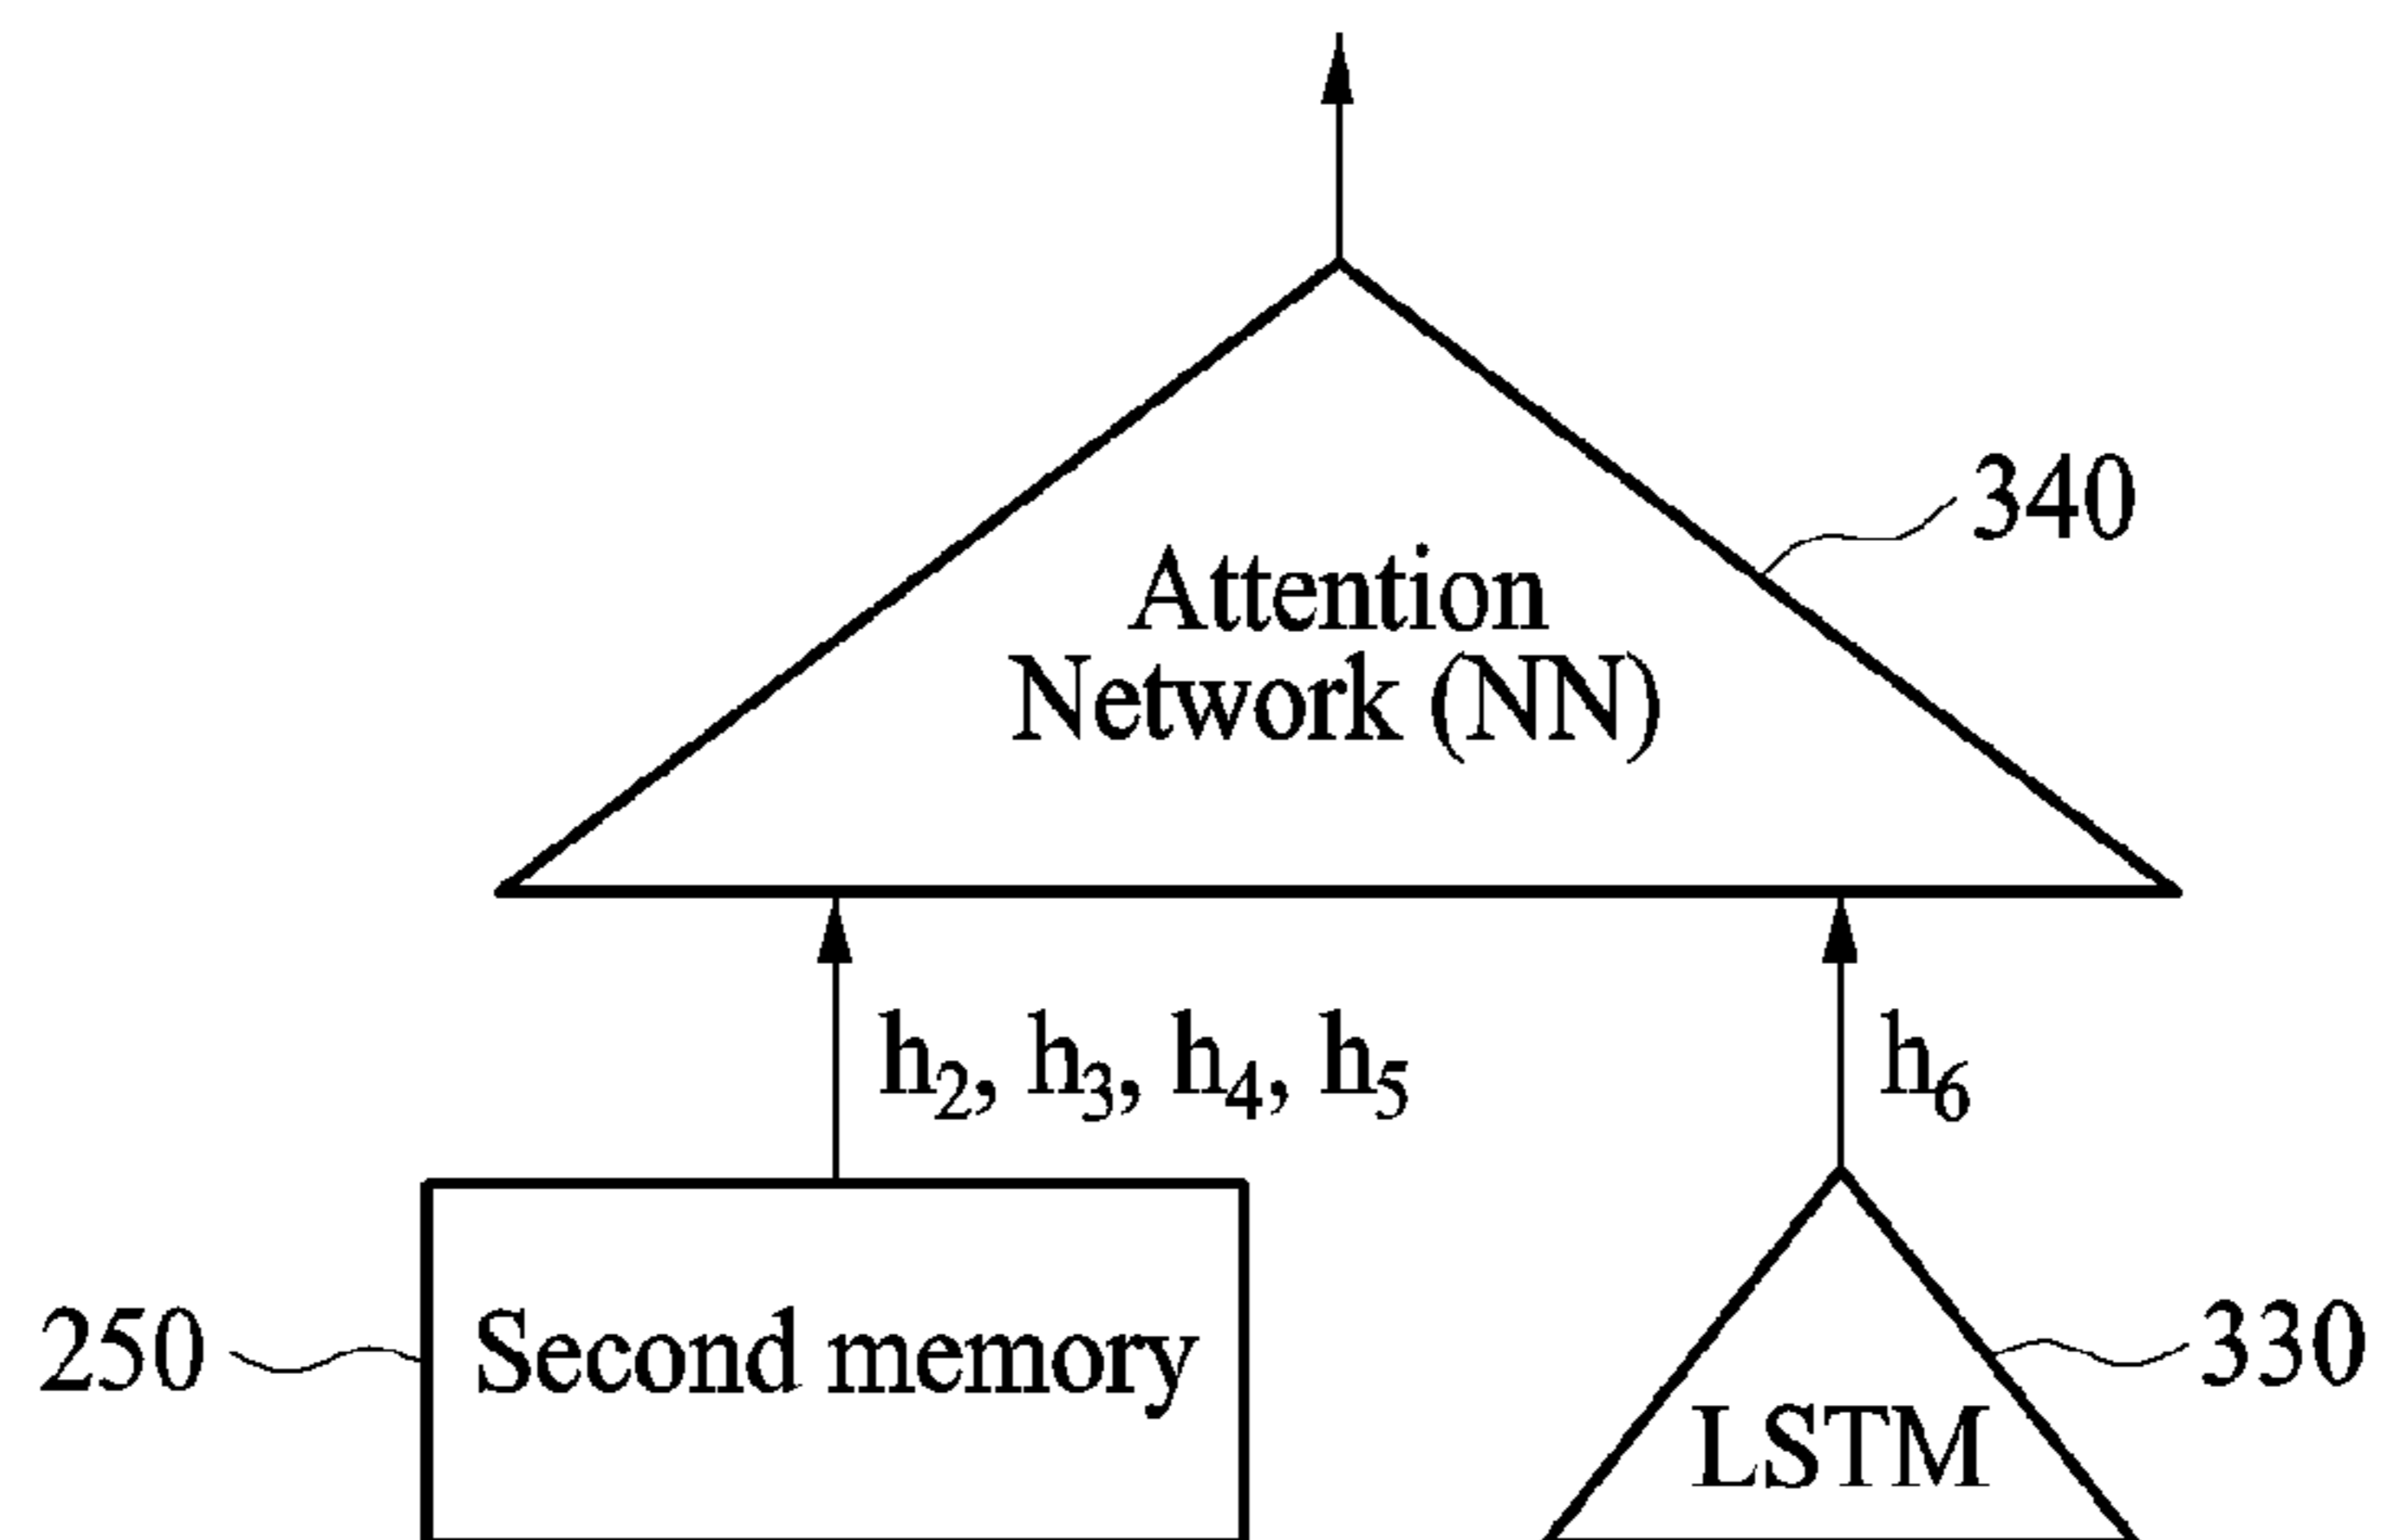 340
Attention
Network (NN)
h₂, h₃, h₄, h₅
h₆
250
Second memory
330
LSTM